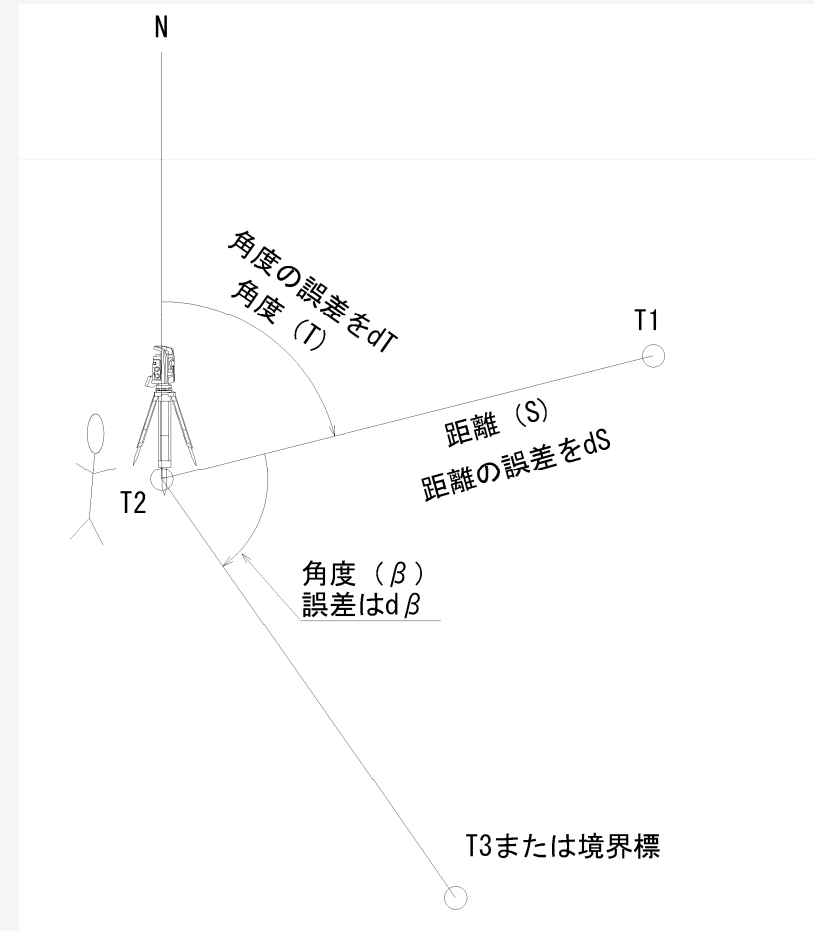 N
角度の誤差をdT
角度（T）
T1
距離（S）
距離の誤差をdS
T2
角度（β）
誤差はdβ
T3または境界標